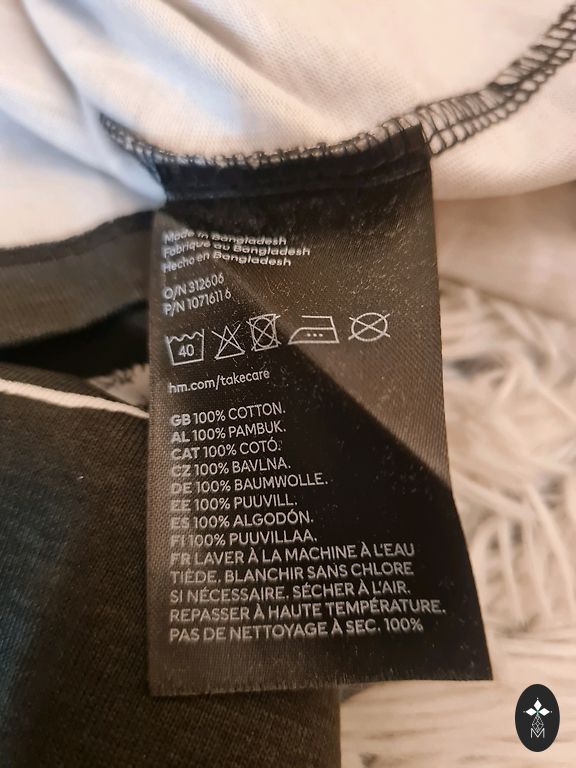 Made in Bangladesh
Fabriqué au Bangladesh
Hecho en Bangladesh
O/N 312606
P/N 1071611 6
40
hm.com/takecare
GB 100% COTTON.
AL 100% PAMBUK.
CAT 100% COTÓ.
CZ 100% BAVLNA.
DE 100% BAUMWOLLE.
EE 100% PUUVILL.
ES 100% ALGODÓN.
FI 100% PUUVILLAA.
FR LAVER À LA MACHINE À L'EAU
TIÈDE. BLANCHIR SANS CHLORE
SI NÉCESSAIRE. SÉCHER À L'AIR.
REPASSER À HAUTE TEMPÉRATURE.
PAS DE NETTOYAGE À SEC. 100%
M